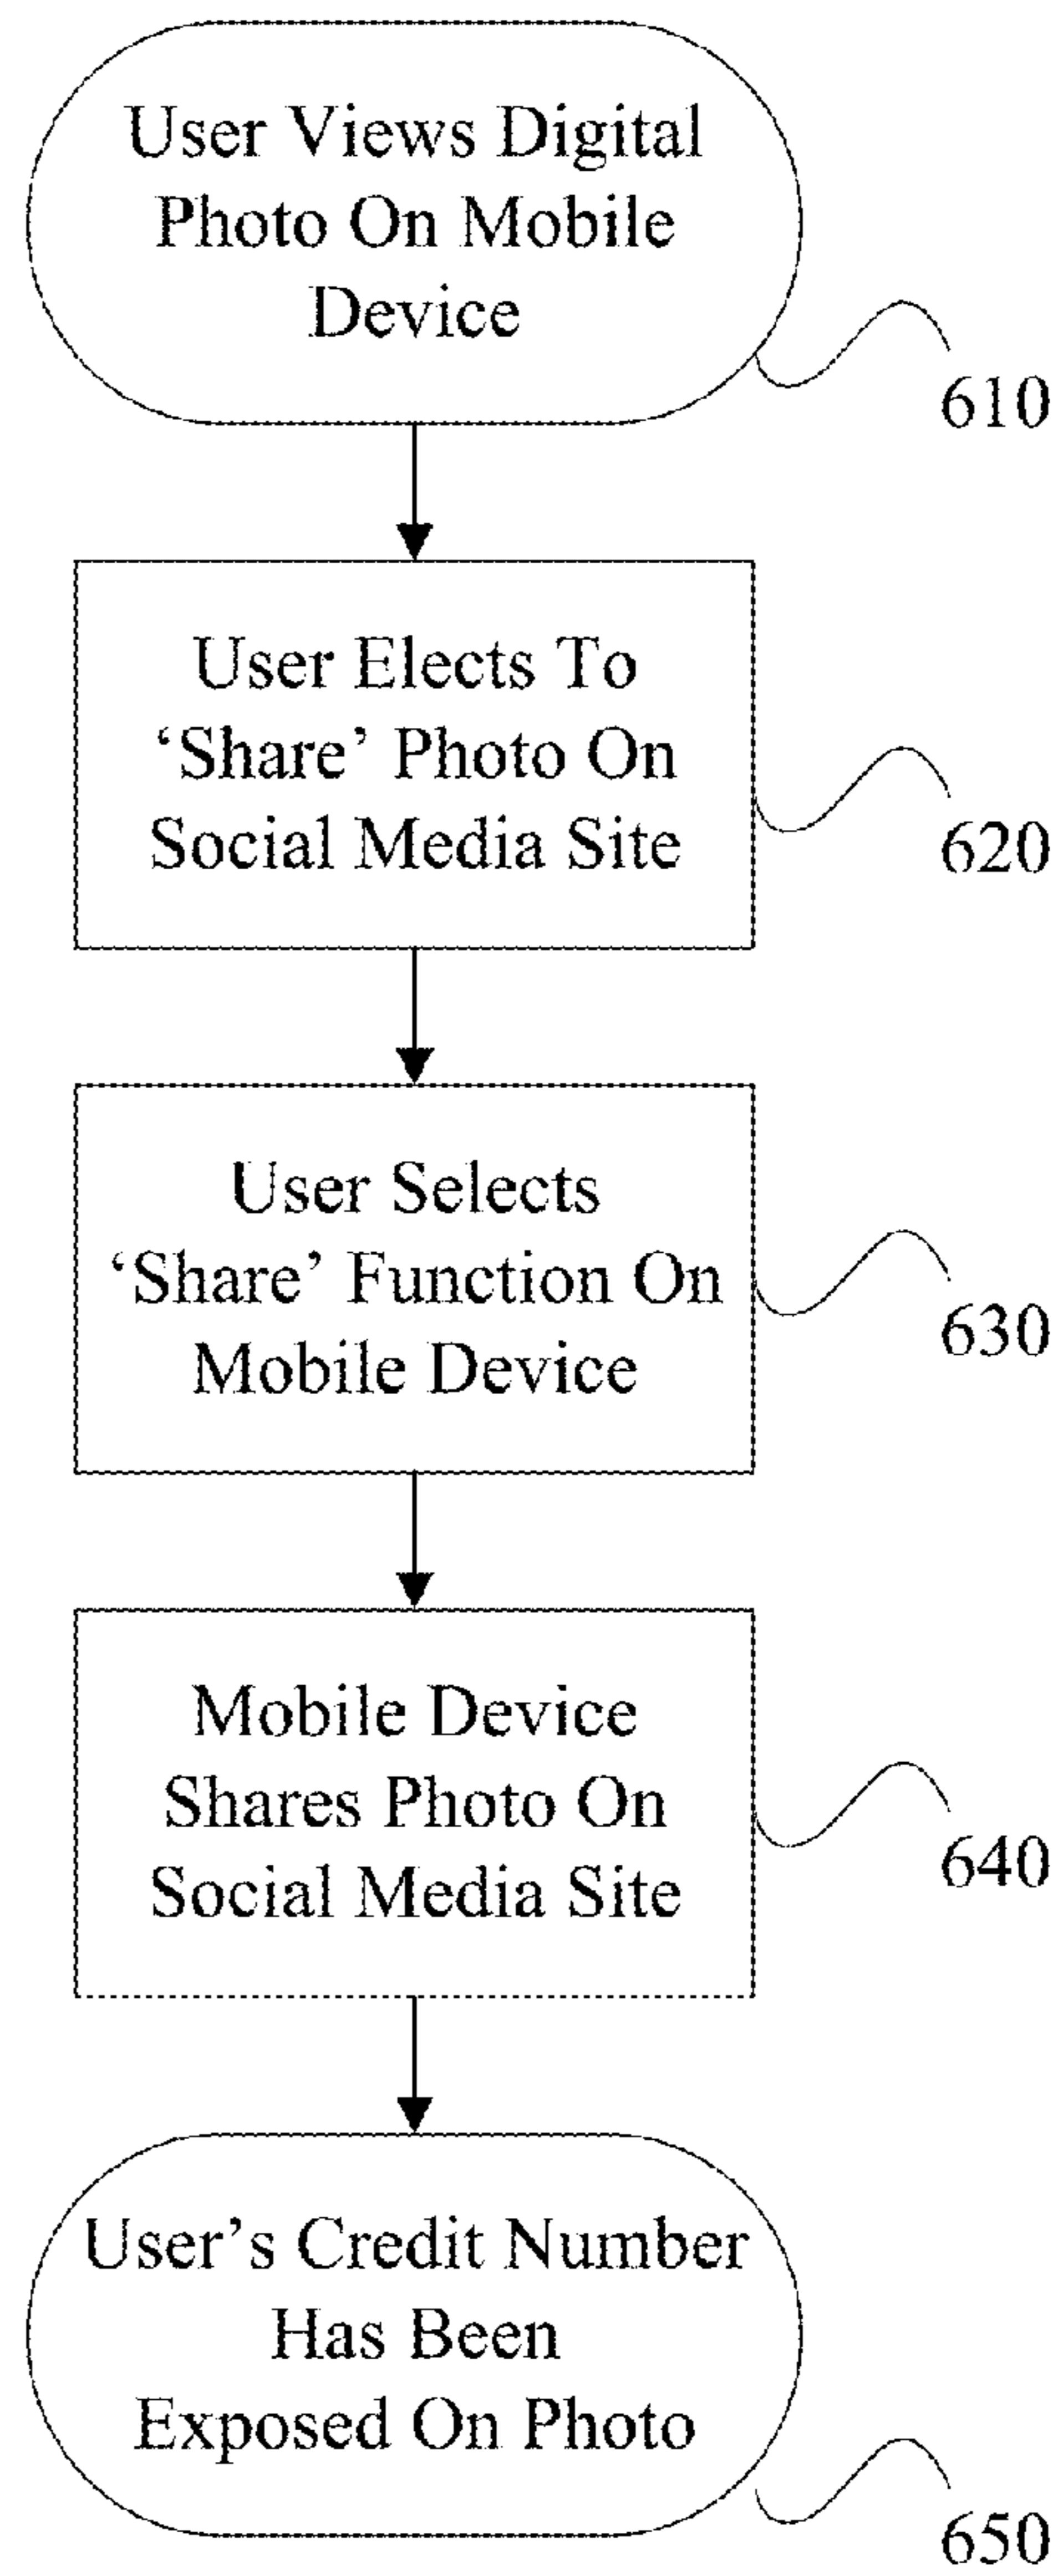 User Views Digital
Photo On Mobile
Device
610
User Elects To
‘Share’ Photo On
Social Media Site
620
User Selects
‘Share’ Function On
Mobile Device
630
Mobile Device
Shares Photo On
Social Media Site
640
User’s Credit Number
Has Been
Exposed On Photo
650